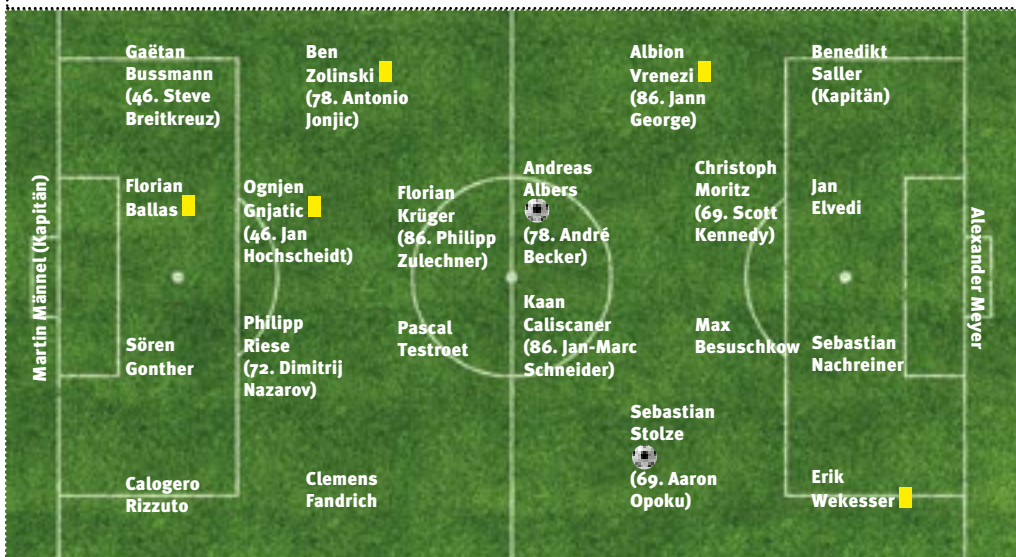 Martin Männel (Kapitän)
Gaëtan
Bussmann
(46. Steve
Breitkreuz)
Florian
Ballas
Sören
Gonther
Calogero
Rizzuto
Ben
Zolinski
(78. Antonio
Jonjic)
Ognjen
Gnjatic
(46. Jan
Hochscheidt)
Philipp
Riese
(72. Dimitrij
Nazarov)
Clemens
Fandrich
Florian
Krüger
(86. Philipp
Zulechner)
Pascal
Testroet
Andreas
Albers
(78. André
Becker)
Kaan
Caliscaner
(86. Jan-Marc
Schneider)
Albion
Vrenezi
(86. Jann
George)
Christoph
Moritz
(69. Scott
Kennedy)
Max
Besuschkow
Sebastian
Stolze
(69. Aaron
Opoku)
Benedikt
Saller
(Kapitän)
Jan
Elvedi
Sebastian
Nachreiner
Erik
Wekesser
Alexander Meyer